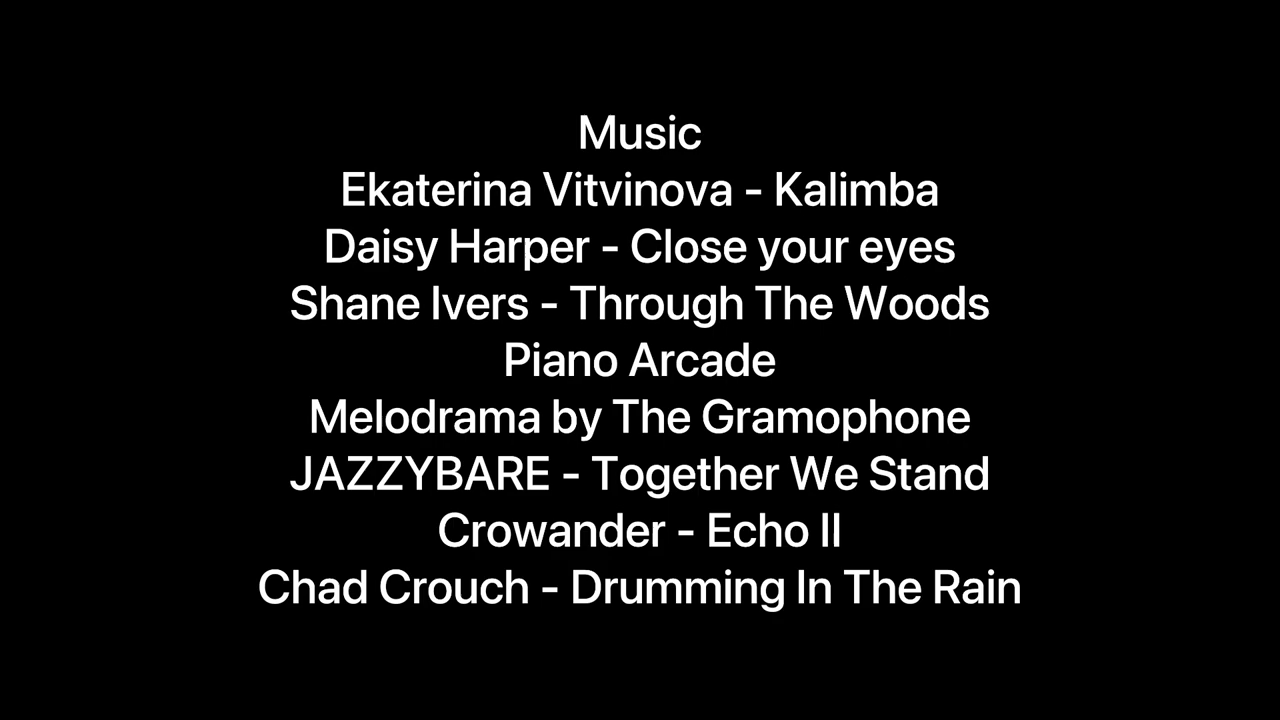 Music
Ekaterina Vitvinova - Kalimba
Daisy Harper - Close your eyes
Shane Ivers - Through The Woods
Piano Arcade
Melodrama by The Gramophone
JAZZYBARE - Together We Stand
Crowander - Echo II
Chad Crouch - Drumming In The Rain